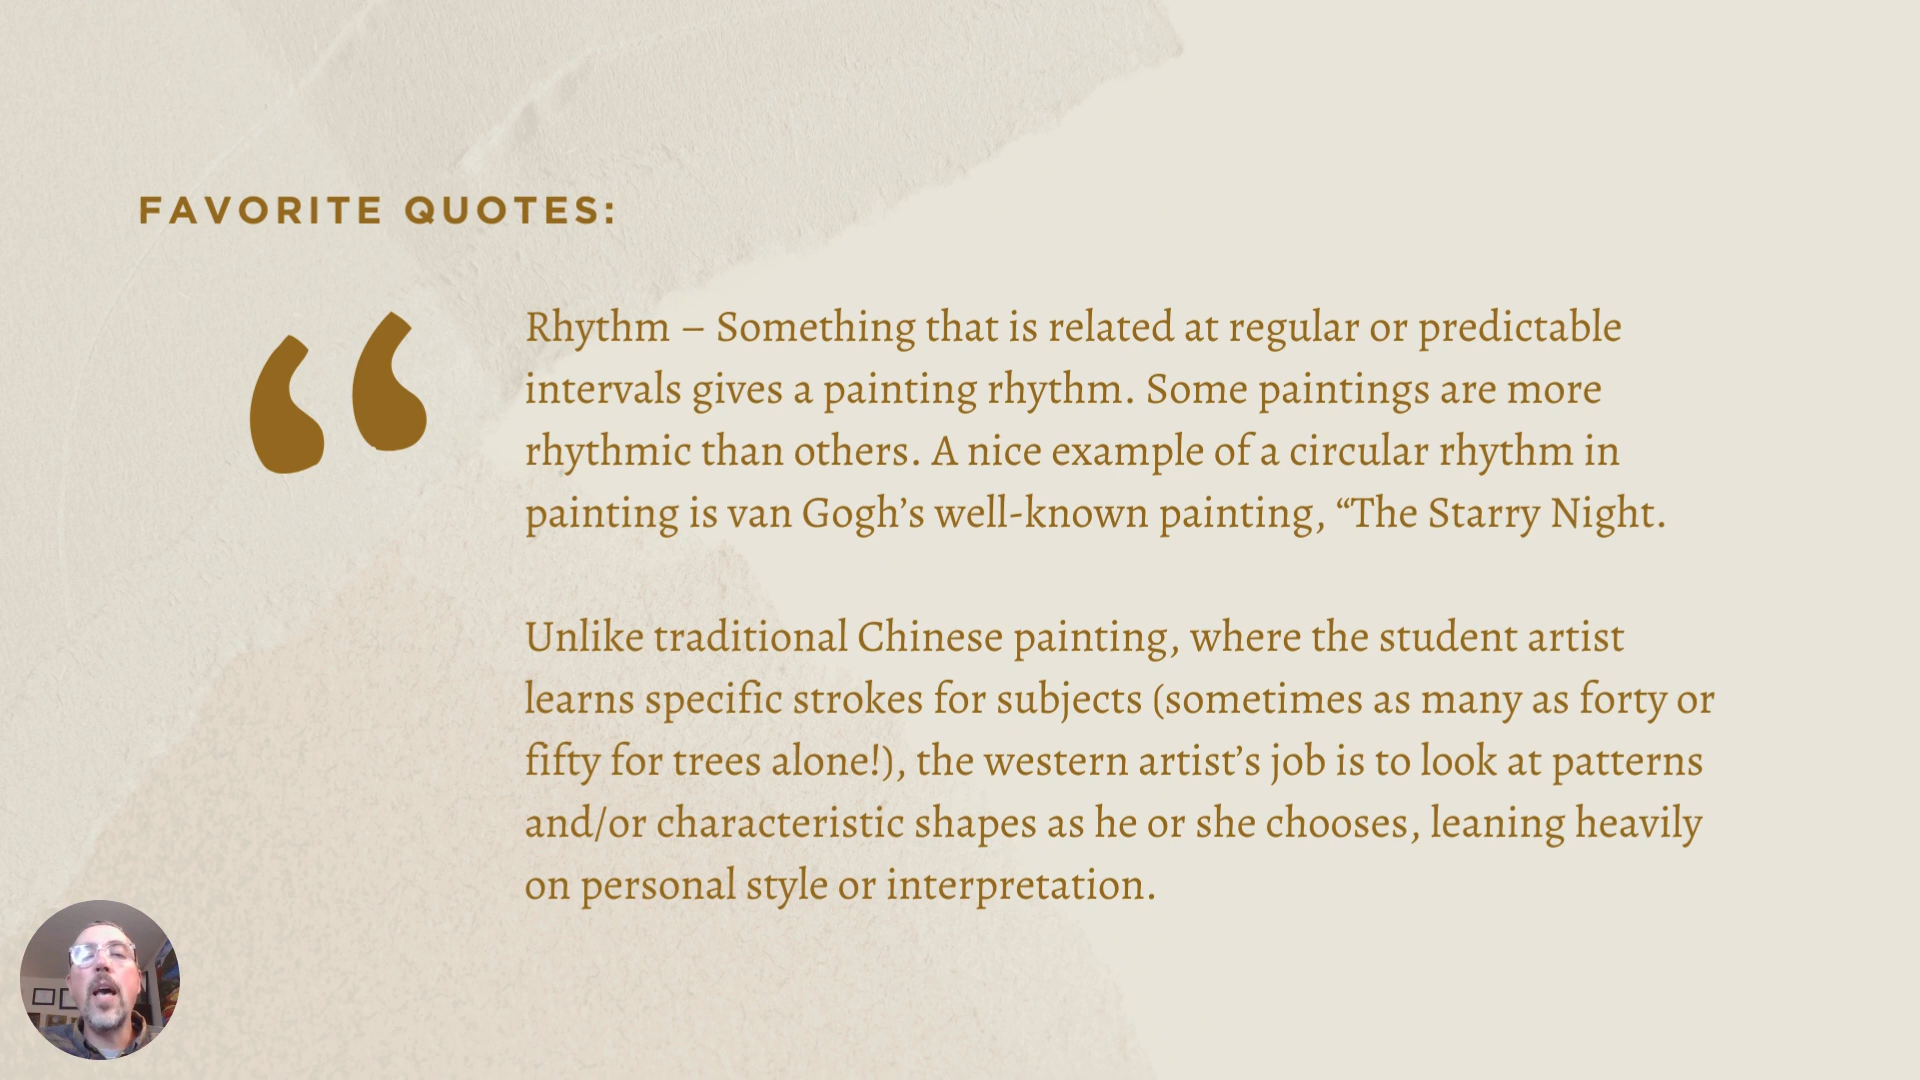 FAVORITE QUOTES:
Rhythm – Something that is related at regular or predictable
intervals gives a painting rhythm. Some paintings are more
rhythmic than others. A nice example of a circular rhythm in
painting is van Gogh’s well-known painting, “The Starry Night.
Unlike traditional Chinese painting, where the student artist
learns specific strokes for subjects (sometimes as many as forty or
fifty for trees alone!), the western artist’s job is to look at patterns
and/or characteristic shapes as he or she chooses, leaning heavily
on personal style or interpretation.